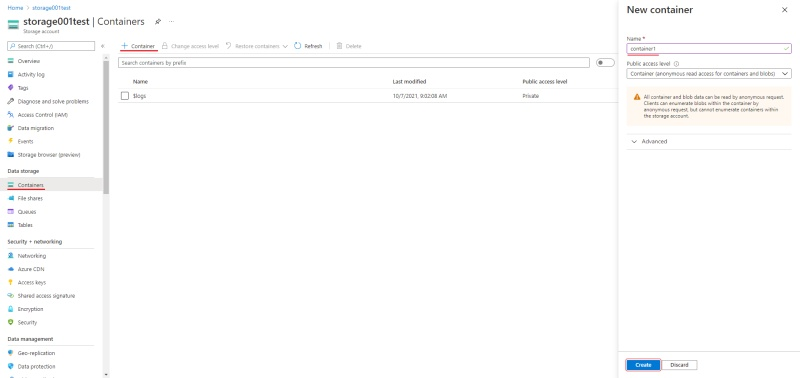 Home > storage001test >
storage001test | Containers
Storage account
Search (Ctrl+/)
Overview
Activity log
Tags
Diagnose and solve problems
Access Control (IAM)
Data migration
Events
Storage browser (preview)
Data storage
Containers
File shares
Queues
Tables
Security + networking
Networking
Azure CDN
Access keys
Shared access signature
Encryption
Security
Data management
Geo-replication
Data protection
+ Container Change access level Restore containers Refresh Delete
Search containers by prefix
Name Last modified Public access level
$logs 10/7/2021, 9:02:08 AM Private
New container
Name *
container1
Public access level
Container (anonymous read access for containers and blobs)
All container and blob data can be read by anonymous request.
Clients can enumerate blobs within the container by
anonymous request, but cannot enumerate containers within
the storage account.
Advanced
Create Discard